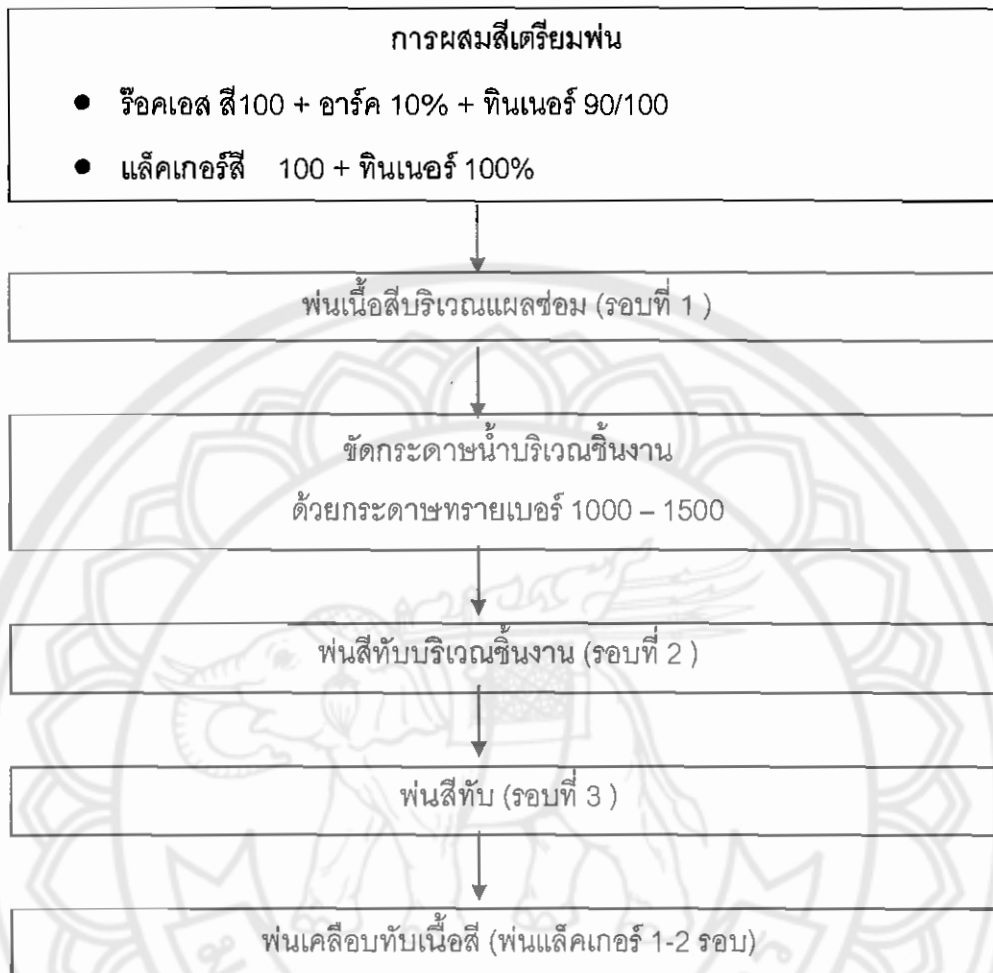 การผสมสีเตรียมพ่น
● ร๊อคเอส สี100 + อาร์ค 10% + ทินเนอร์ 90/100
● แล็คเกอร์สี 100 + ทินเนอร์ 100%
พ่นเนื้อสีบริเวณแผลซ่อม (รอบที่ 1 )
ขัดกระดาษน้ำบริเวณชิ้นงาน
ด้วยกระดาษทรายเบอร์ 1000 – 1500
พ่นสีทับบริเวณชิ้นงาน (รอบที่ 2 )
พ่นสีทับ (รอบที่ 3 )
พ่นเคลือบทับเนื้อสี (พ่นแล็คเกอร์ 1-2 รอบ)